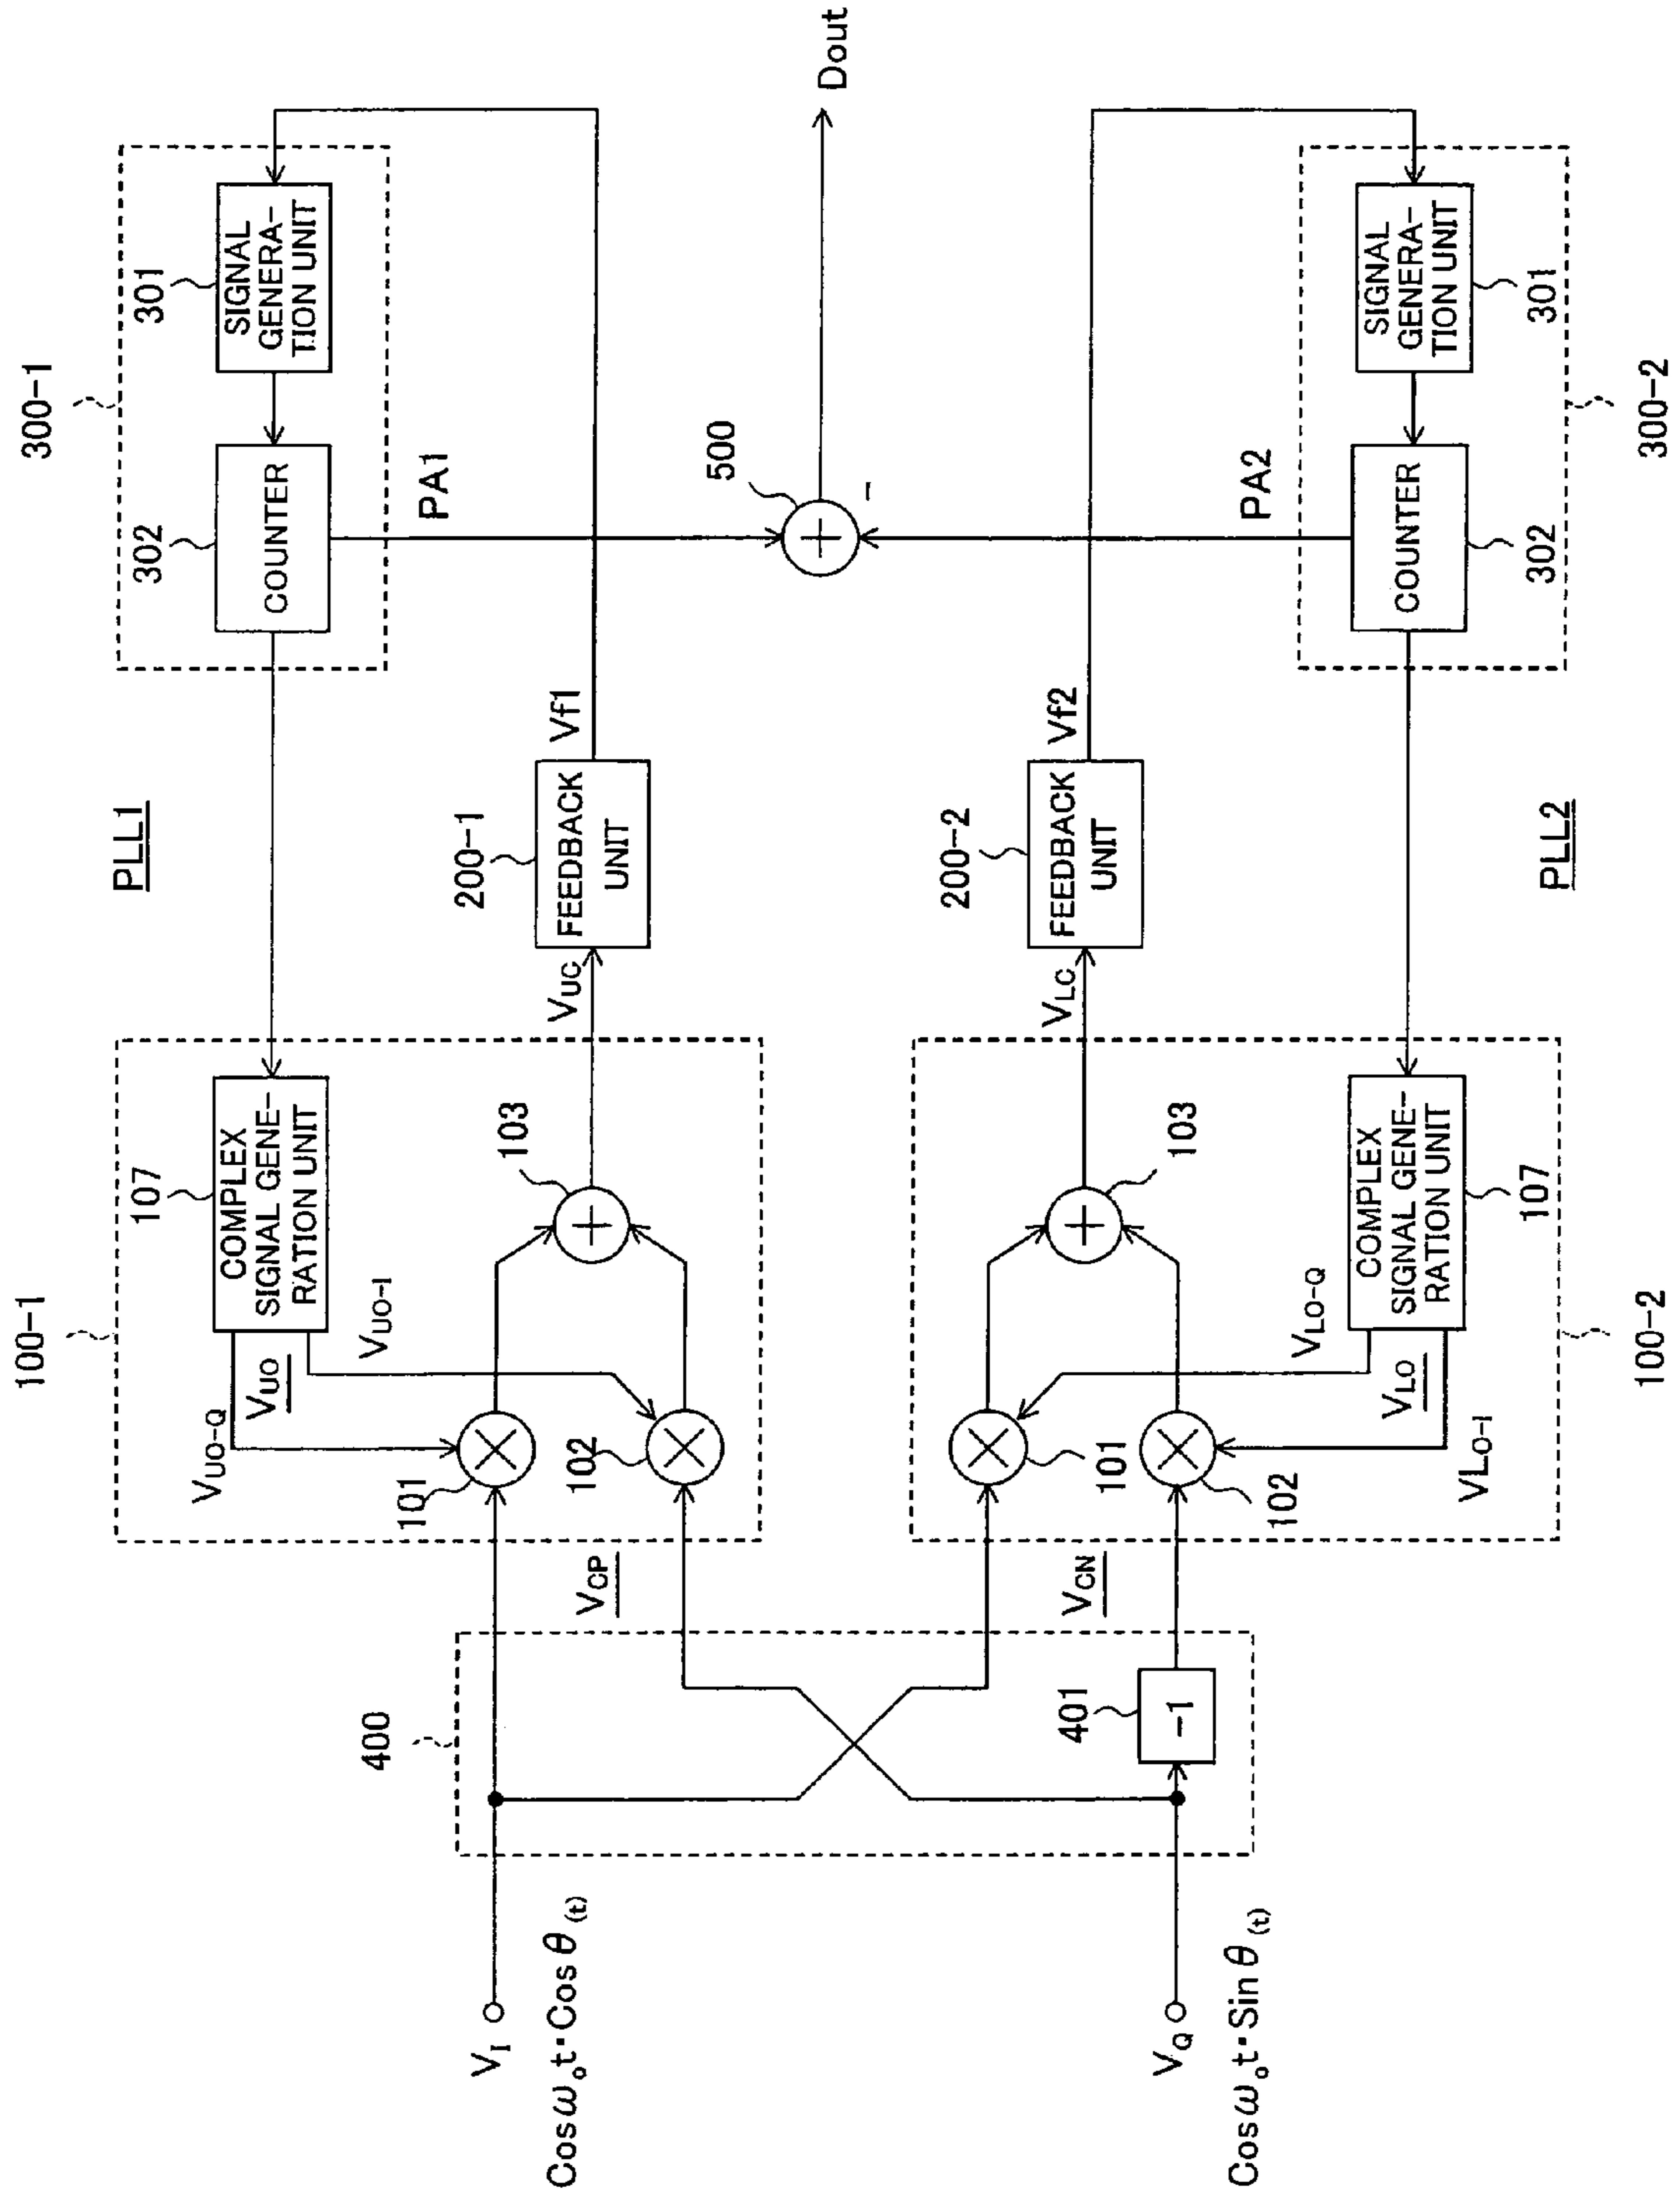 PLL1
300-1
301
SIGNAL
GENERA-
TION UNIT
302
COUNTER
PA1
100-1
107
COMPLEX
SIGNAL GENE-
RATION UNIT
VUO-Q
VUO
VUO-I
101
102
103
VUC
200-1
FEEDBACK
UNIT
Vf1
400
VI
Cosωot・Cosθ(t)
VCP
500
+
-
Dout
VCN
401
-1
VQ
Cosωot・Sinθ(t)
101
102
103
VLC
200-2
FEEDBACK
UNIT
Vf2
VLO-Q
VLO
VLO-I
107
COMPLEX
SIGNAL GENE-
RATION UNIT
100-2
PLL2
PA2
302
COUNTER
301
SIGNAL
GENERA-
TION UNIT
300-2